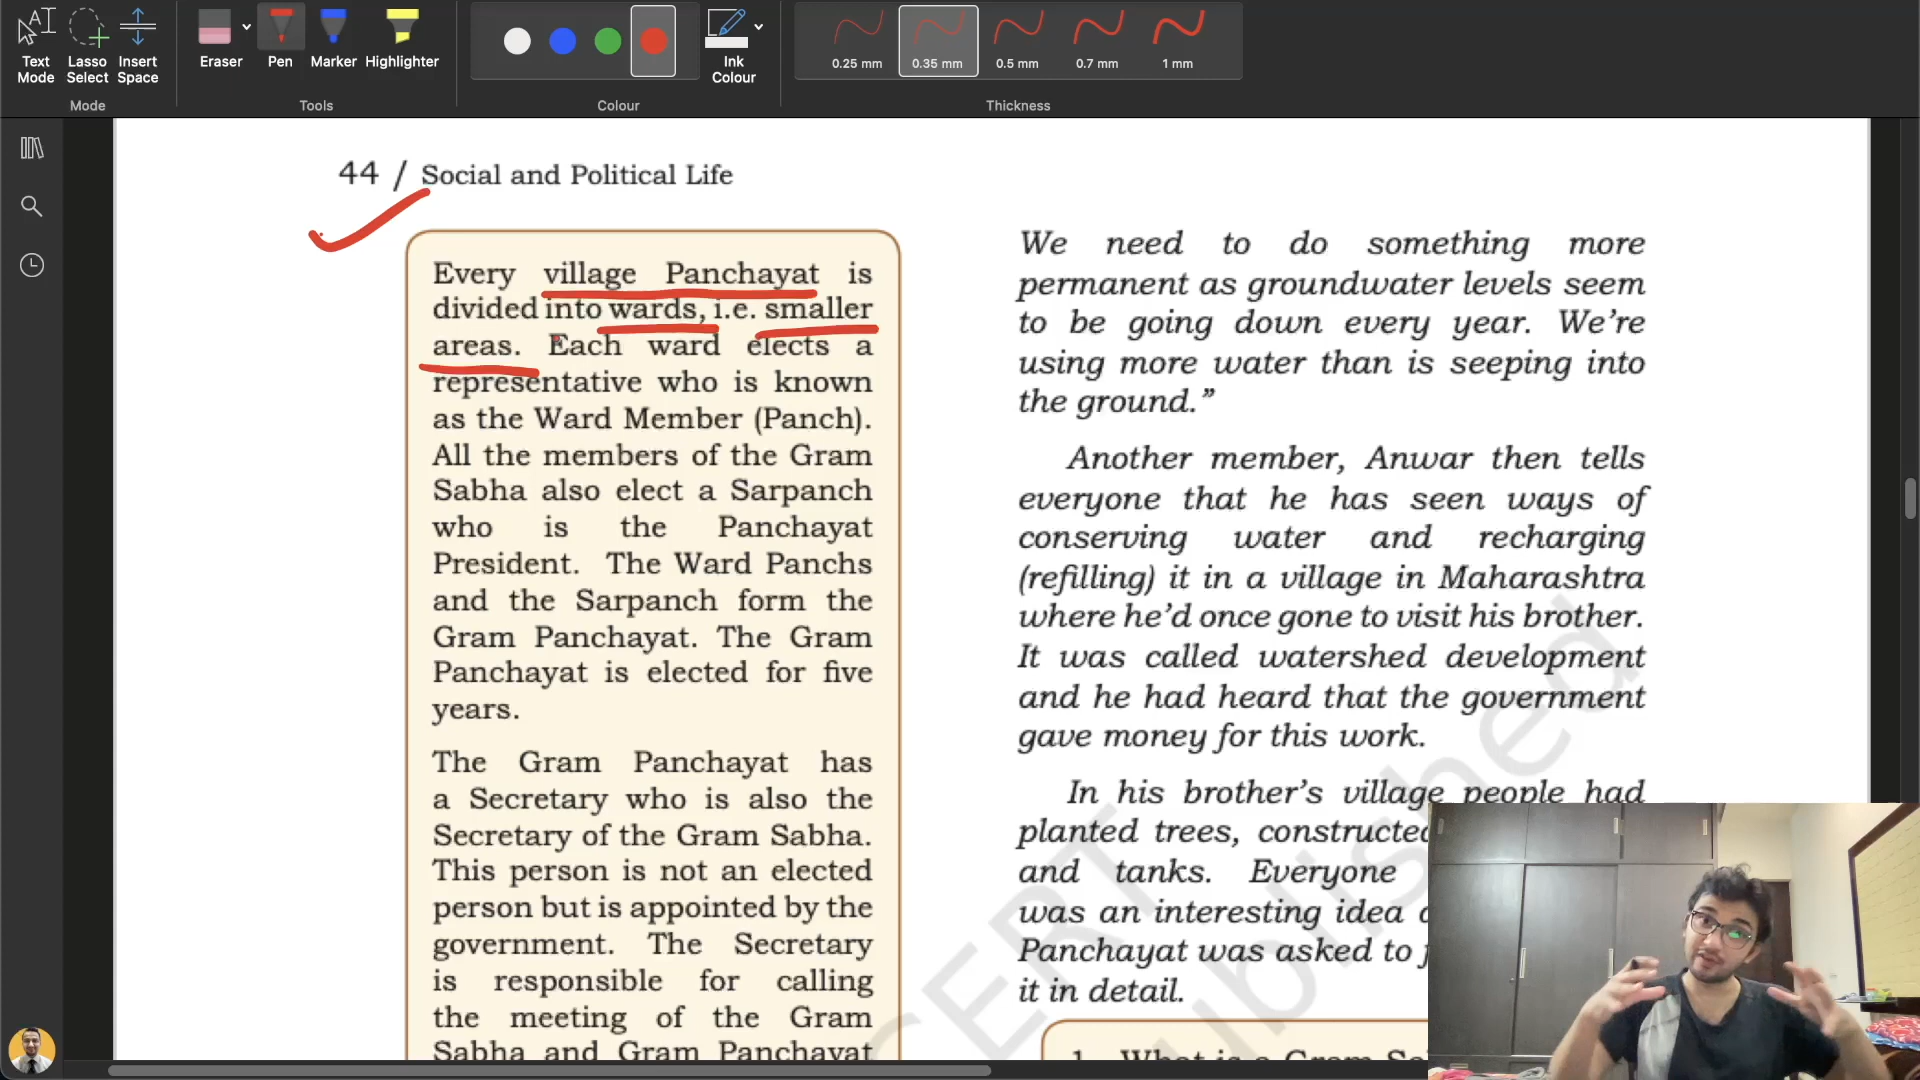 Text Mode
Lasso Select
Insert Space
Mode
Eraser
Pen
Marker
Highlighter
Tools
Colour
Ink Colour
0.25 mm
0.35 mm
0.5 mm
0.7 mm
1 mm
Thickness
44 / Social and Political Life
Every village Panchayat is
divided into wards, i.e. smaller
areas. Each ward elects a
representative who is known
as the Ward Member (Panch).
All the members of the Gram
Sabha also elect a Sarpanch
who is the Panchayat
President. The Ward Panchs
and the Sarpanch form the
Gram Panchayat. The Gram
Panchayat is elected for five
years.
The Gram Panchayat has
a Secretary who is also the
Secretary of the Gram Sabha.
This person is not an elected
person but is appointed by the
government. The Secretary
is responsible for calling
the meeting of the Gram
Sabha and Gram Panchayat
We need to do something more
permanent as groundwater levels seem
to be going down every year. We're
using more water than is seeping into
the ground.”
Another member, Anwar then tells
everyone that he has seen ways of
conserving water and recharging
(refilling) it in a village in Maharashtra
where he'd once gone to visit his brother.
It was called watershed development
and he had heard that the government
gave money for this work.
In his brother's village people had
planted trees, constructed
and tanks. Everyone
was an interesting idea
Panchayat was asked to
it in detail.
1. What is a Gram